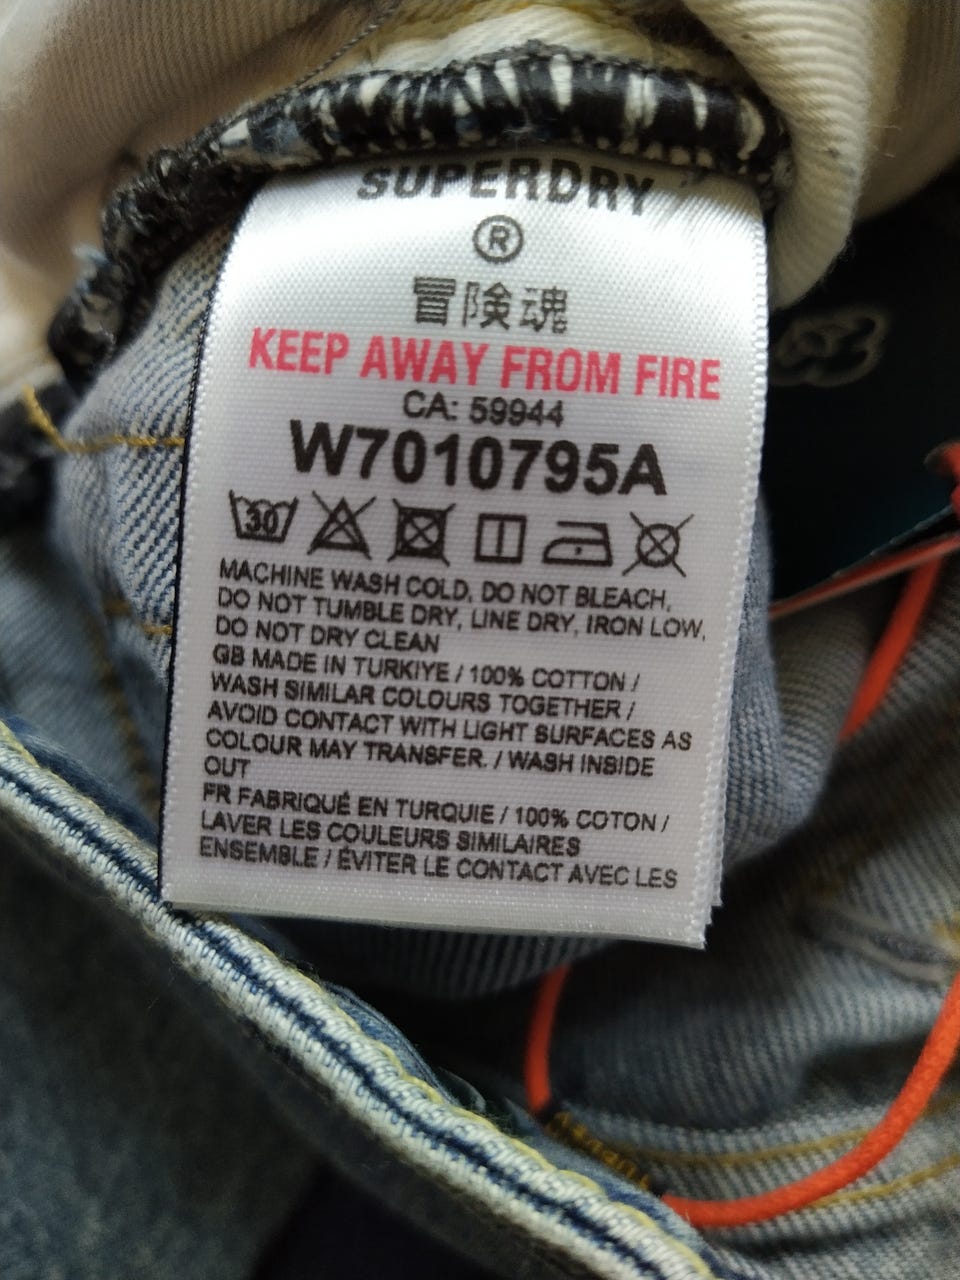 SUPERDRY
®
冒険魂
KEEP AWAY FROM FIRE
CA: 59944
W7010795A
30
MACHINE WASH COLD, DO NOT BLEACH,
DO NOT TUMBLE DRY, LINE DRY, IRON LOW,
DO NOT DRY CLEAN
GB MADE IN TURKIYE / 100% COTTON /
WASH SIMILAR COLOURS TOGETHER /
AVOID CONTACT WITH LIGHT SURFACES AS
COLOUR MAY TRANSFER. / WASH INSIDE
OUT
FR FABRIQUÉ EN TURQUIE / 100% COTON /
LAVER LES COULEURS SIMILAIRES
ENSEMBLE / ÉVITER LE CONTACT AVEC LES